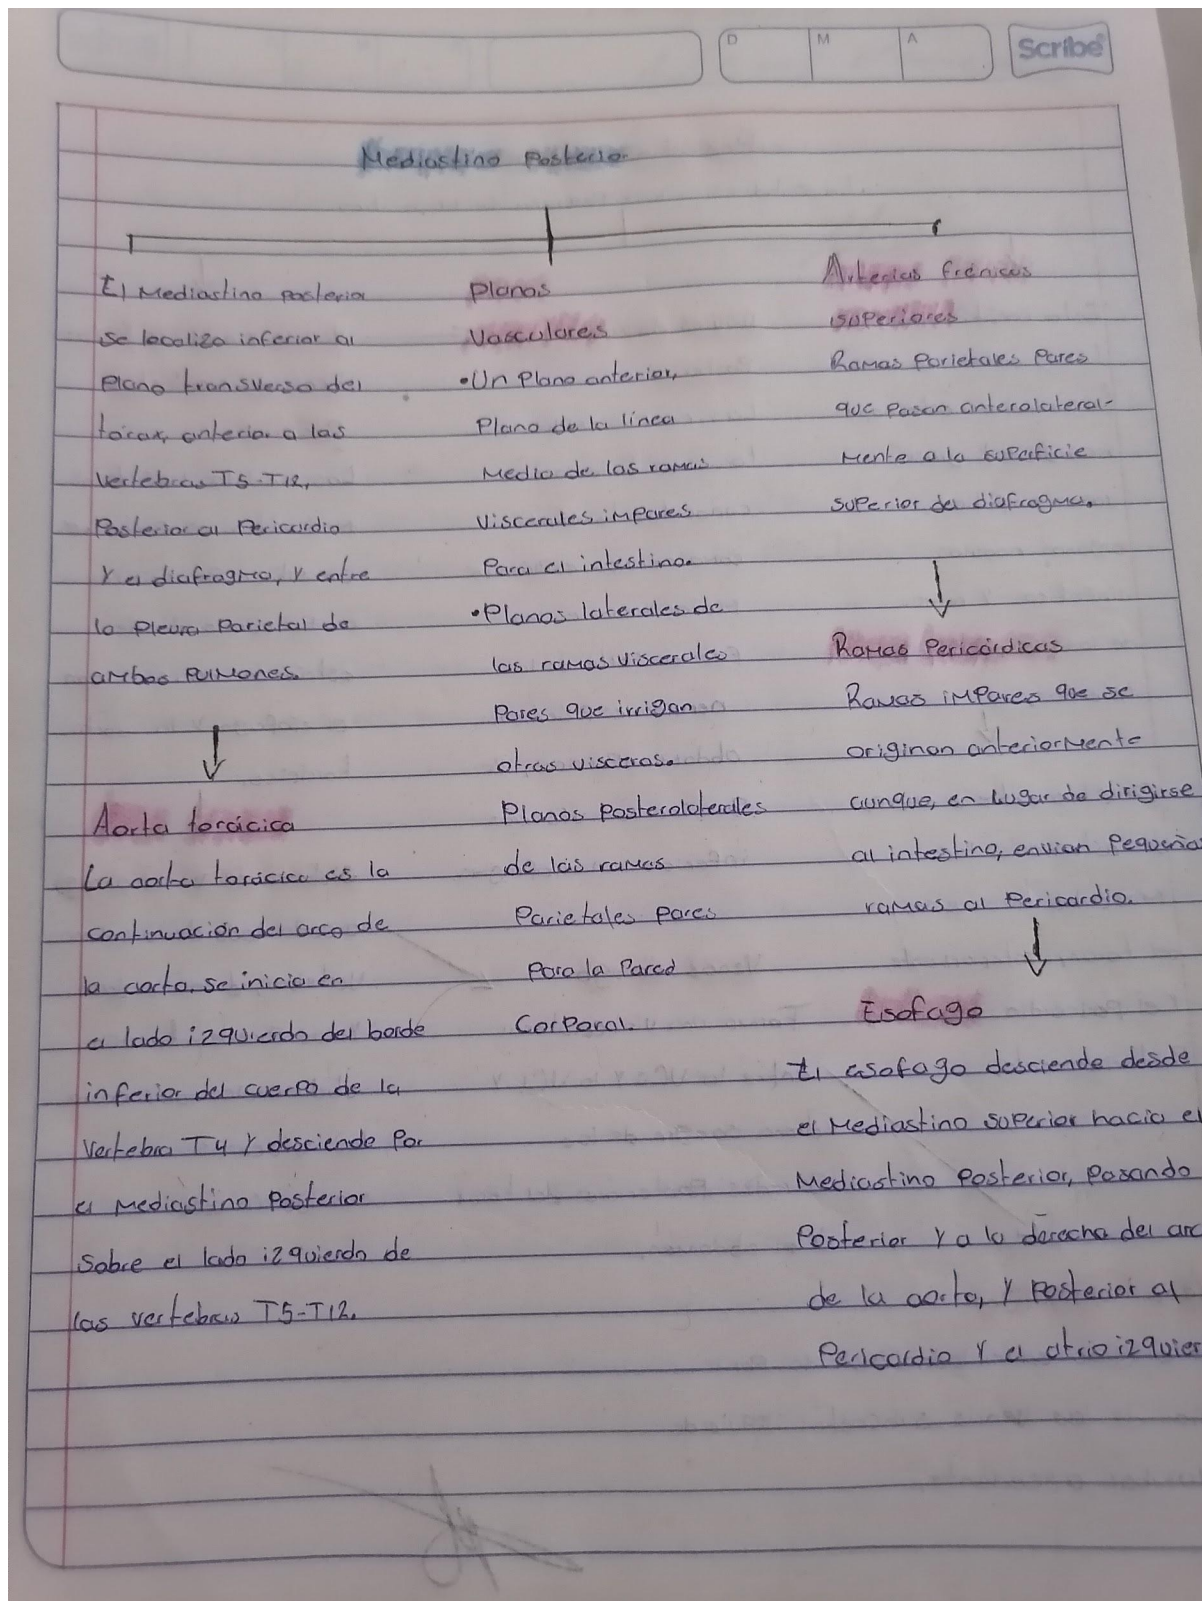 D M A
Scribe
Mediastino Posterior
El Mediastino posterior
se localiza inferior al
Plano transverso del
tórax, anterior a las
vertebras T5-T12,
Posterior al Pericardio
Y el diafragma, Y entre
la Pleura Parietal de
ambos Pulmones.
Aorta torácica
La aorta torácica es la
continuación del arco de
la aorta, se inicia en
el lado izquierdo del borde
inferior del cuerpo de la
Vertebra T4 Y desciende Por
el Mediastino Posterior
Sobre el lado izquierdo de
las vertebras T5-T12.
Planos
Vasculares
•Un Plano anterior,
Plano de la línea
Media de las ramas
Viscerales impares
Para el intestino.
•Planos laterales de
las ramas viscerales
Pares que irrigan
otras visceras.
Planos Posterolaterales
de las ramas
Parietales pares
Para la Pared
Corporal.
Arterias frénicas
superiores
Ramas Parietales Pares
que Pasan anterolateral-
Mente a la superficie
superior del diafragma.
Ramas Pericárdicas
Ramas imPares que se
originan anteriormente
aunque, en lugar de dirigirse
al intestino, envian Pequeña
ramas al Pericardio.
Esofago
El esofago desciende desde
el Mediastino superior hacia el
Mediastino Posterior, Pasando
Posterior Y a la derecha del arc
de la aorta, Y Posterior al
Pericardio Y el atrio izquier